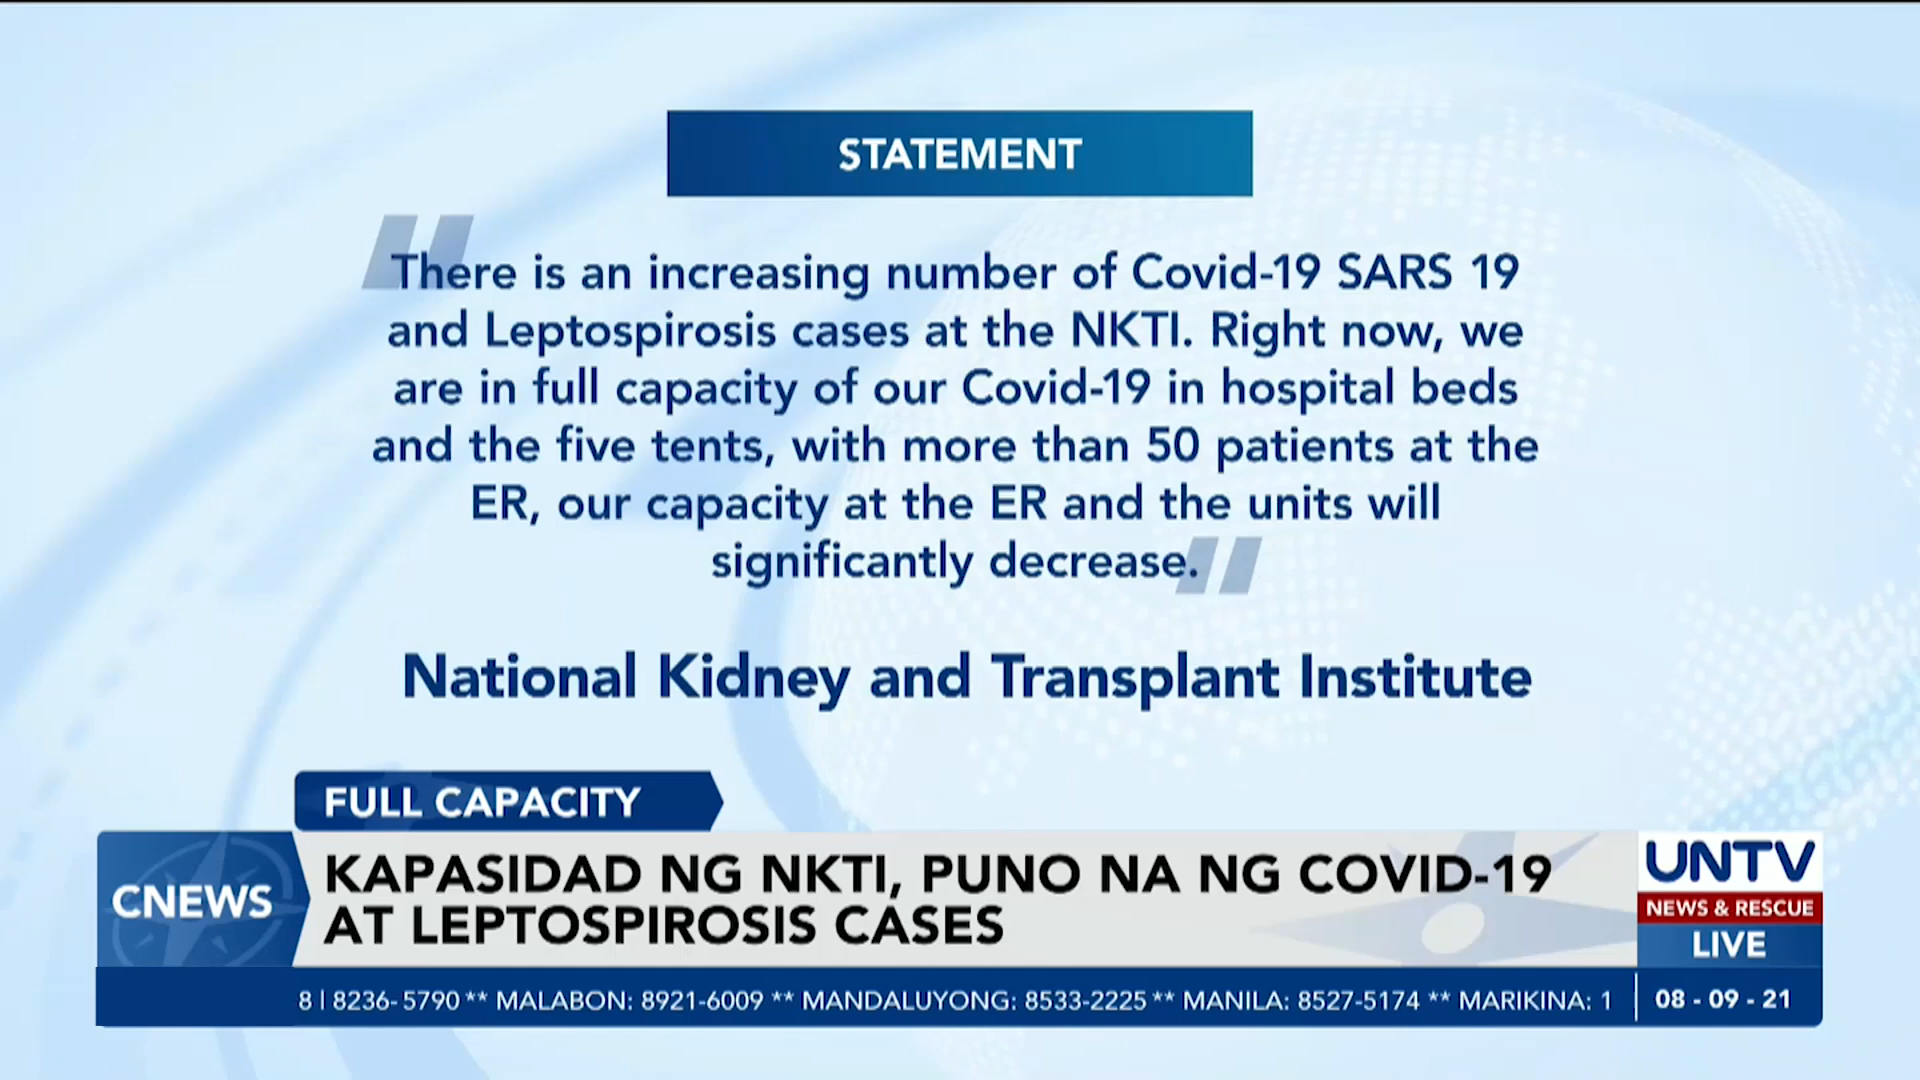 STATEMENT
There is an increasing number of Covid-19 SARS 19
and Leptospirosis cases at the NKTI. Right now, we
are in full capacity of our Covid-19 in hospital beds
and the five tents, with more than 50 patients at the
ER, our capacity at the ER and the units will
significantly decrease.
National Kidney and Transplant Institute
FULL CAPACITY
CNEWS
KAPASIDAD NG NKTI, PUNO NA NG COVID-19
AT LEPTOSPIROSIS CASES
UNTV
NEWS & RESCUE
LIVE
8 | 8236-5790 ** MALABON: 8921-6009 ** MANDALUYONG: 8533-2225 ** MANILA: 8527-5174 ** MARIKINA: 1
08 - 09 - 21